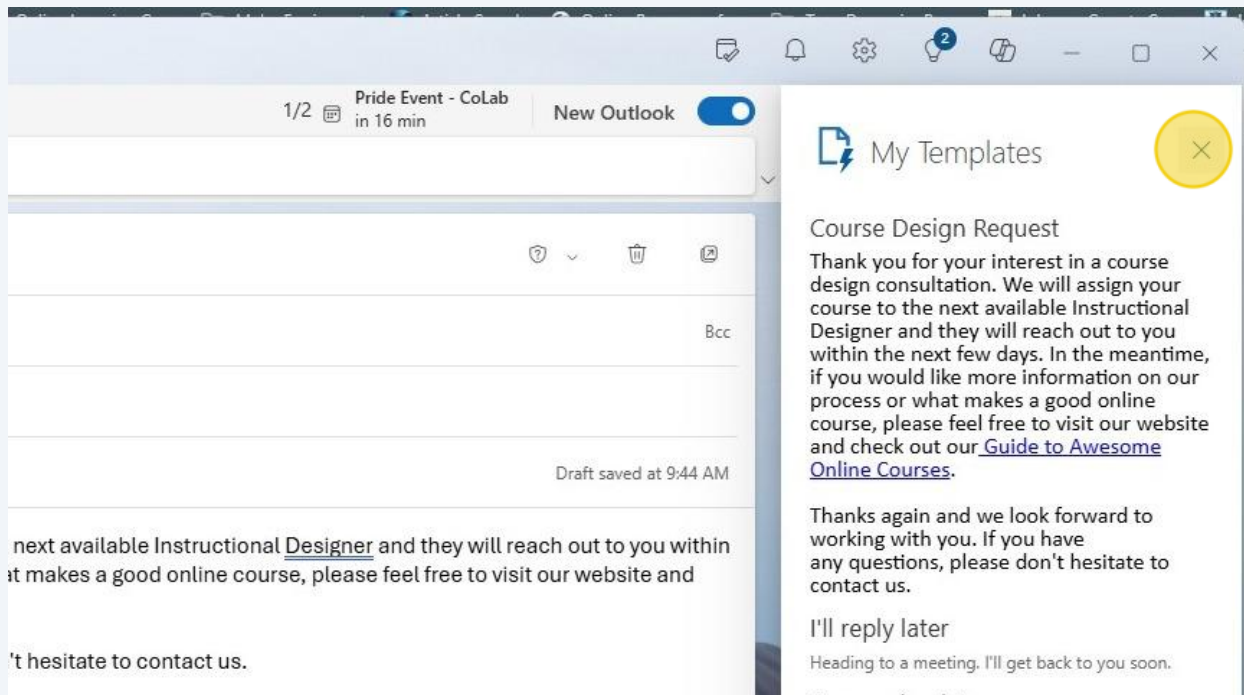 2
1/2
Pride Event - CoLab
in 16 min
New Outlook
Bcc
Draft saved at 9:44 AM
next available Instructional Designer and they will reach out to you within
makes a good online course, please feel free to visit our website and
't hesitate to contact us.
My Templates
Course Design Request
Thank you for your interest in a course
design consultation. We will assign your
course to the next available Instructional
Designer and they will reach out to you
within the next few days. In the meantime,
if you would like more information on our
process or what makes a good online
course, please feel free to visit our website
and check out our Guide to Awesome
Online Courses.
Thanks again and we look forward to
working with you. If you have
any questions, please don't hesitate to
contact us.
I'll reply later
Heading to a meeting. I'll get back to you soon.